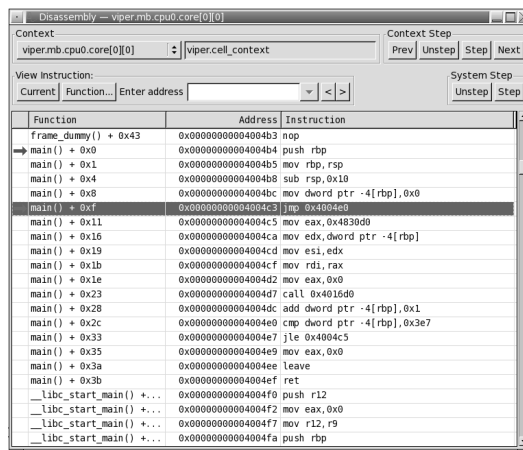 Disassembly — viper.mb.cpu0.core[0][0]
Context Context Step
viper.mb.cpu0.core[0][0] viper.cell_context Prev Unstep Step Next
View Instruction: System Step
Current Function... Enter address < > Unstep Step
Function Address Instruction
frame_dummy() + 0x43 0x00000000004004b3 nop
main() + 0x0 0x00000000004004b4 push rbp
main() + 0x1 0x00000000004004b5 mov rbp,rsp
main() + 0x4 0x00000000004004b8 sub rsp,0x10
main() + 0x8 0x00000000004004bc mov dword ptr -4[rbp],0x0
main() + 0xf 0x00000000004004c3 jmp 0x4004e0
main() + 0x11 0x00000000004004c5 mov eax,0x4830d0
main() + 0x16 0x00000000004004ca mov edx,dword ptr -4[rbp]
main() + 0x19 0x00000000004004cd mov esi,edx
main() + 0x1b 0x00000000004004cf mov rdi,rax
main() + 0x1e 0x00000000004004d2 mov eax,0x0
main() + 0x23 0x00000000004004d7 call 0x4016d0
main() + 0x28 0x00000000004004dc add dword ptr -4[rbp],0x1
main() + 0x2c 0x00000000004004e0 cmp dword ptr -4[rbp],0x3e7
main() + 0x33 0x00000000004004e7 jle 0x4004c5
main() + 0x35 0x00000000004004e9 mov eax,0x0
main() + 0x3a 0x00000000004004ee leave
main() + 0x3b 0x00000000004004ef ret
__libc_start_main() +... 0x00000000004004f0 push r12
__libc_start_main() +... 0x00000000004004f2 mov eax,0x0
__libc_start_main() +... 0x00000000004004f7 mov r12,r9
__libc_start_main() +... 0x00000000004004fa push rbp